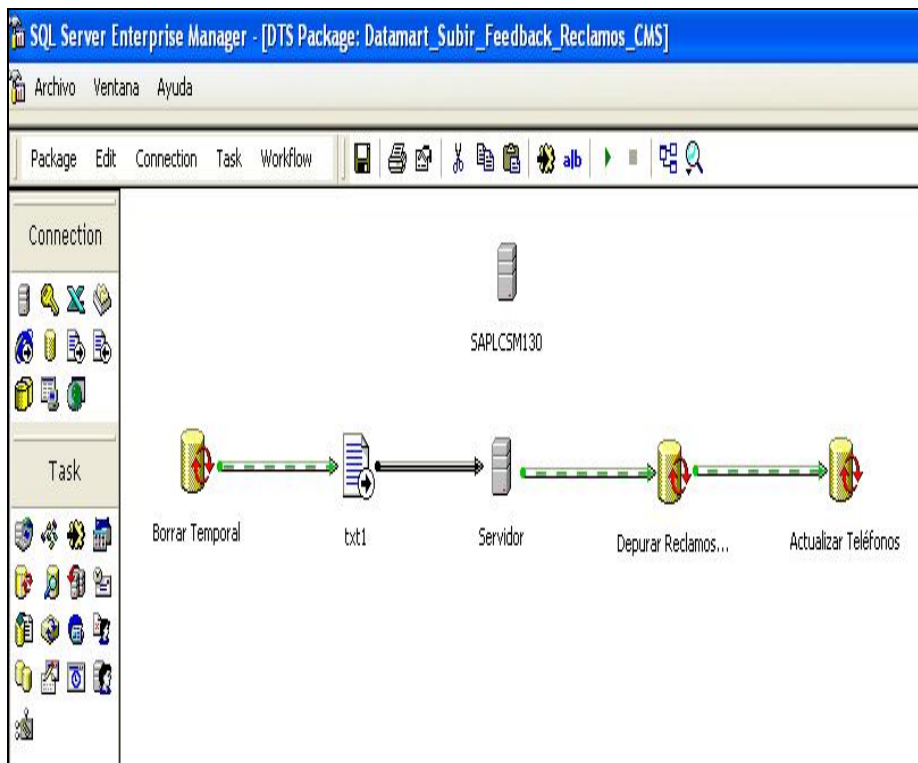 SQL Server Enterprise Manager - [DTS Package: Datamart_Subir_Feedback_Reclamos_CMS]
Archivo Ventana Ayuda
Package Edit Connection Task Workflow a|b
Connection
SAPLCSM130
Task
Borrar Temporal txt1 Servidor Depurar Reclamos... Actualizar Teléfonos